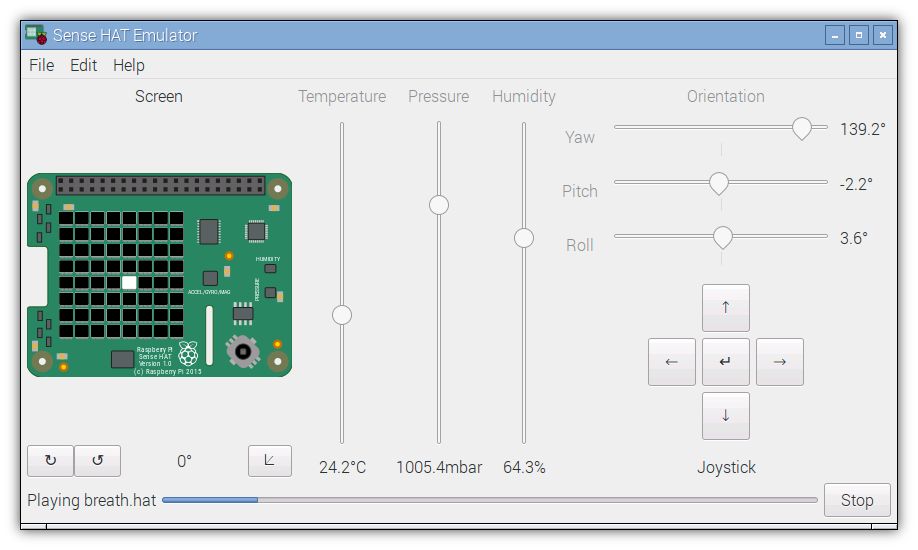 Sense HAT Emulator
File Edit Help
Screen
Temperature
Pressure
Humidity
Orientation
Yaw
139.2°
Pitch
-2.2°
Roll
3.6°
HUMIDITY
PRESSURE
ACCEL/GYRO/MAG
Raspberry Pi
Sense HAT
Version 1.0
(c) Raspberry Pi 2015
↑
← ↵ →
↓
↻ ↺ 0°
24.2°C
1005.4mbar
64.3%
Joystick
Playing breath.hat
Stop